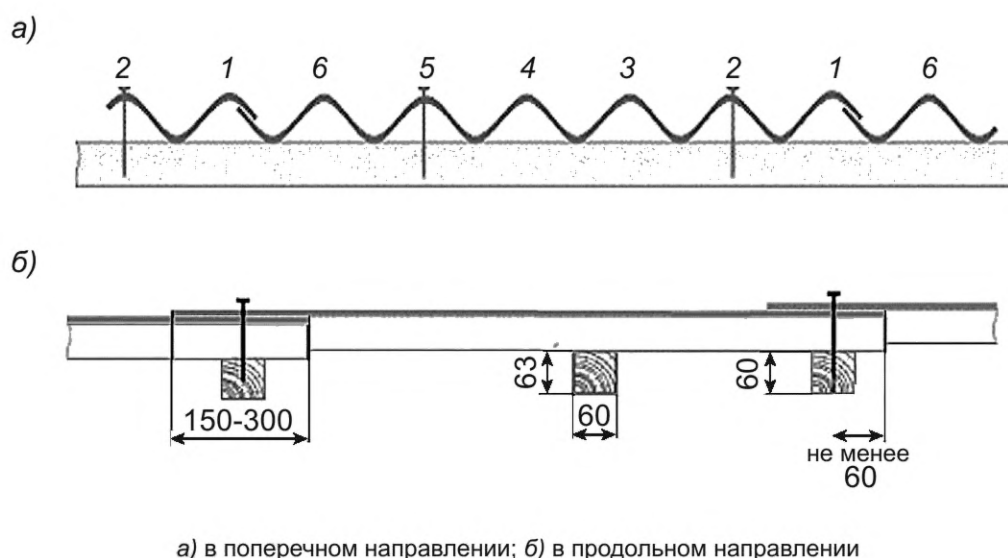 а)
2 1 6 5 4 3 2 1 6
б)
63
60
150-300
60
не менее
60
а) в поперечном направлении; б) в продольном направлении